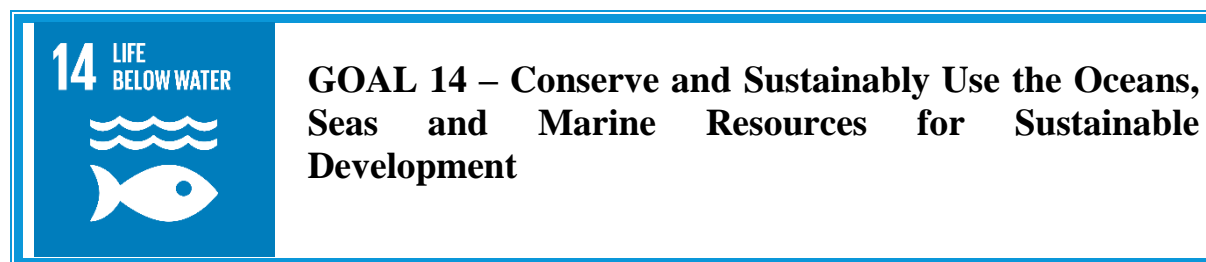 14 LIFE
BELOW WATER
GOAL 14 – Conserve and Sustainably Use the Oceans,
Seas and Marine Resources for Sustainable
Development